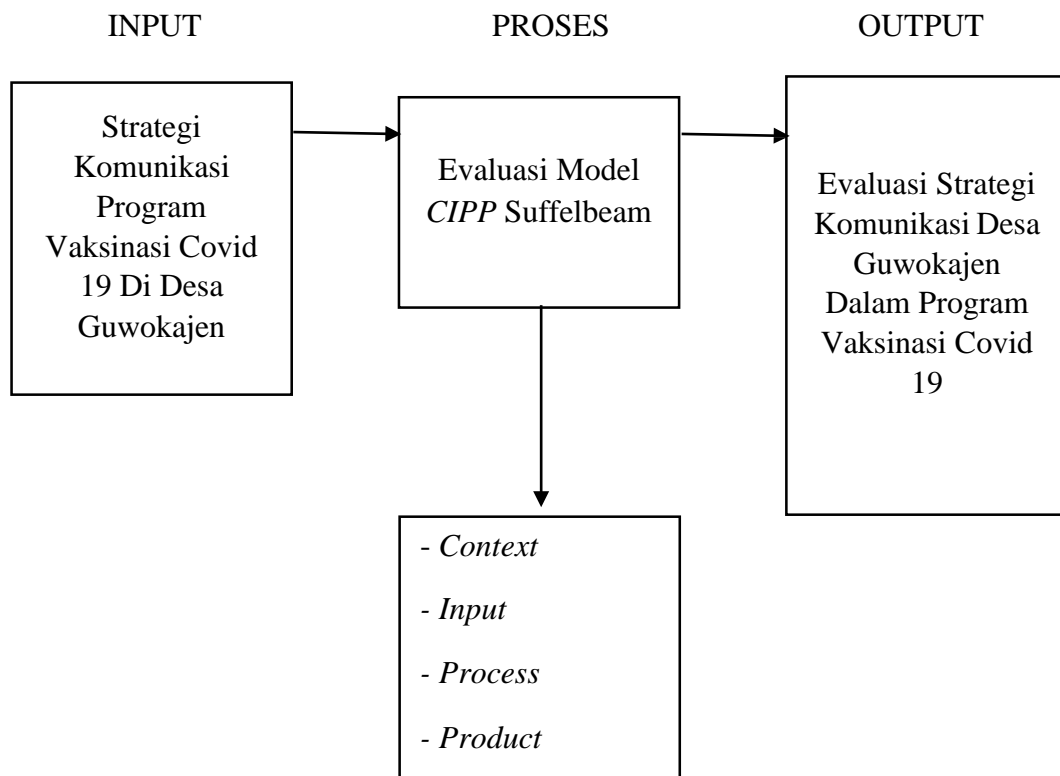 INPUT
PROSES
OUTPUT
Strategi
Komunikasi
Program
Vaksinasi Covid
19 Di Desa
Guwokajen
Evaluasi Model
CIPP Suffelbeam
Evaluasi Strategi
Komunikasi Desa
Guwokajen
Dalam Program
Vaksinasi Covid
19
- Context
- Input
- Process
- Product